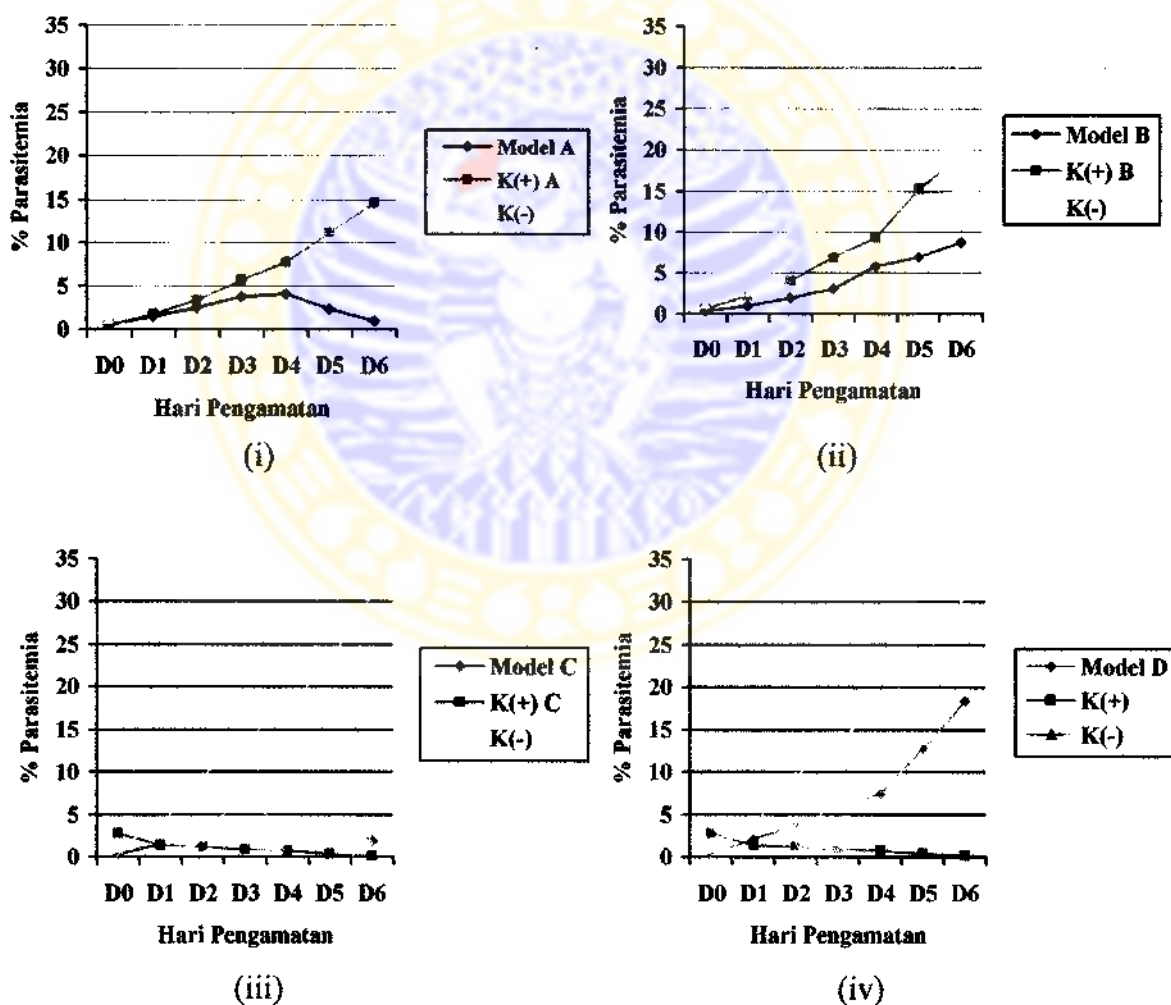 35
30
25
20
15
10
5
0
% Parasitemia
D0 D1 D2 D3 D4 D5 D6
Hari Pengamatan
Model A
K(+) A
K(-)
(i)
35
30
25
20
15
10
5
0
% Parasitemia
D0 D1 D2 D3 D4 D5 D6
Hari Pengamatan
Model B
K(+) B
K(-)
(ii)
35
30
25
20
15
10
5
0
% Parasitemia
D0 D1 D2 D3 D4 D5 D6
Hari Pengamatan
Model C
K(+) C
K(-)
(iii)
35
30
25
20
15
10
5
0
% Parasitemia
D0 D1 D2 D3 D4 D5 D6
Hari Pengamatan
Model D
K(+)
K(-)
(iv)